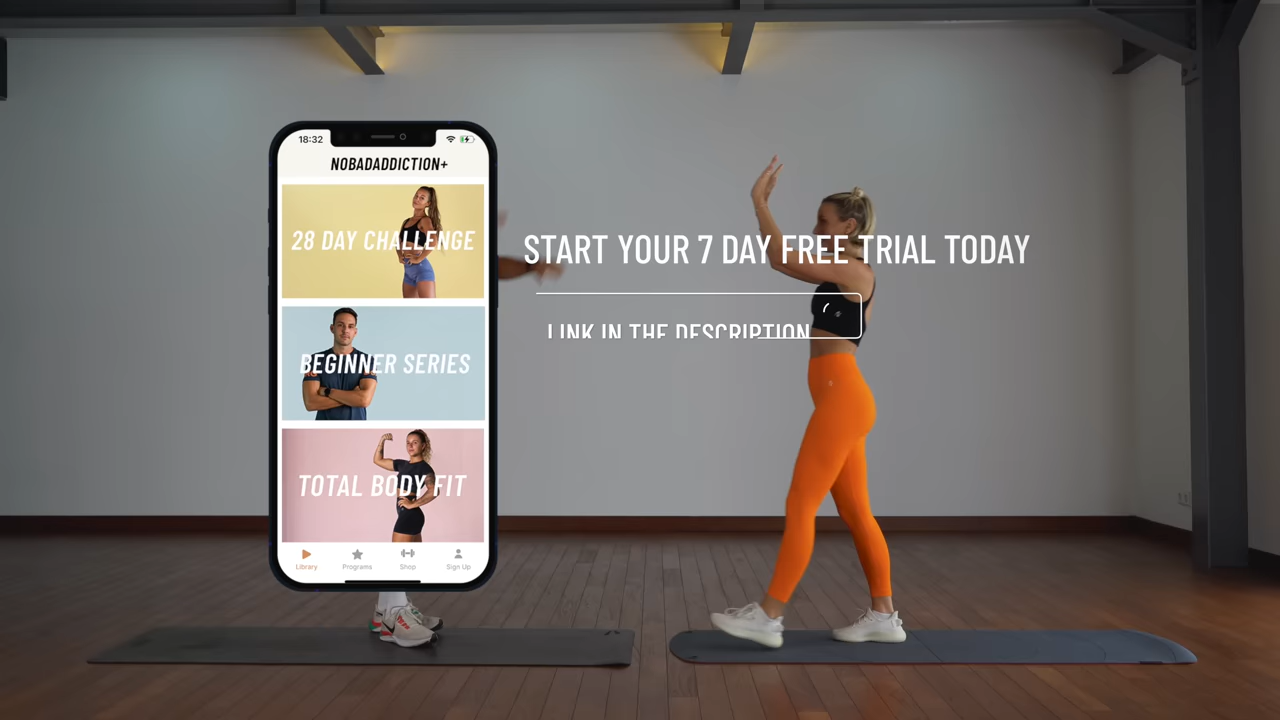 18:32
NOBADADDICTION+
28 DAY CHALLENGE
BEGINNER SERIES
TOTAL BODY FIT
Library Programs Shop Sign Up
START YOUR 7 DAY FREE TRIAL TODAY
LINK IN THE DESCRIPTION